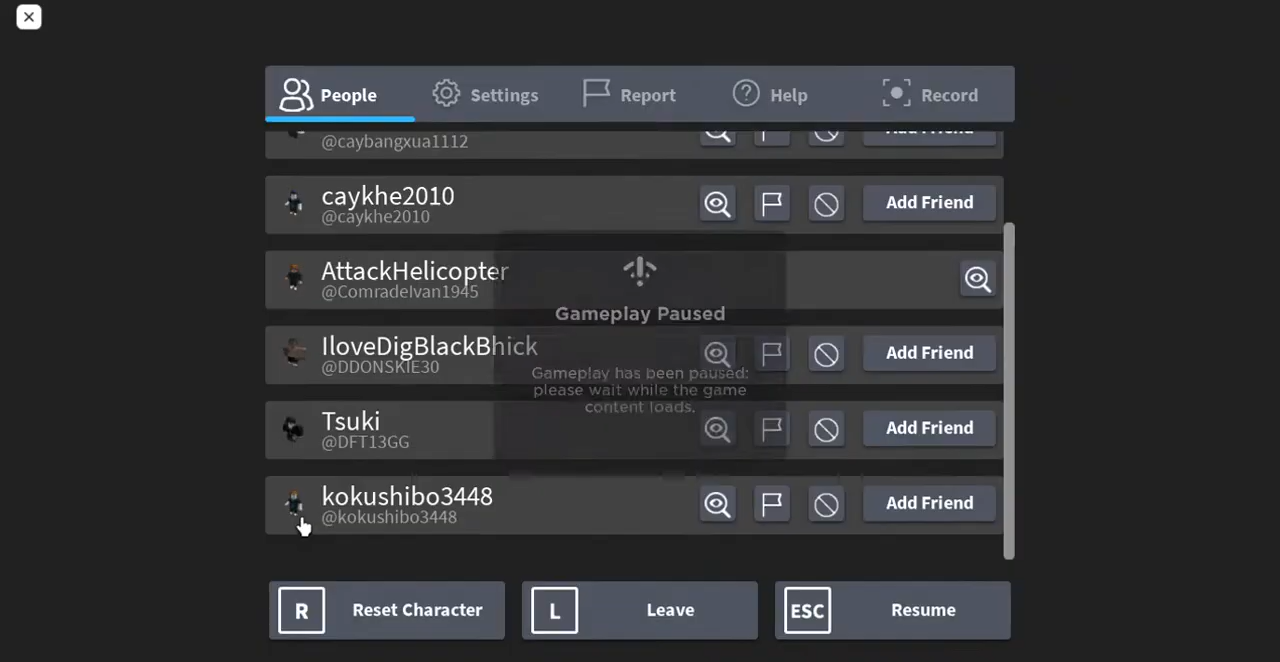 People
Settings
Report
Help
Record
@caybangxua1112
Add Friend
caykhe2010
@caykhe2010
Add Friend
AttackHelicopter
@ComradeIvan1945
Gameplay Paused
IloveDigBlackBhick
@DDONSKIE30
Add Friend
Gameplay has been paused:
please wait while the game
content loads.
Tsuki
@DFT13GG
Add Friend
kokushibo3448
@kokushibo3448
Add Friend
R
Reset Character
L
Leave
ESC
Resume